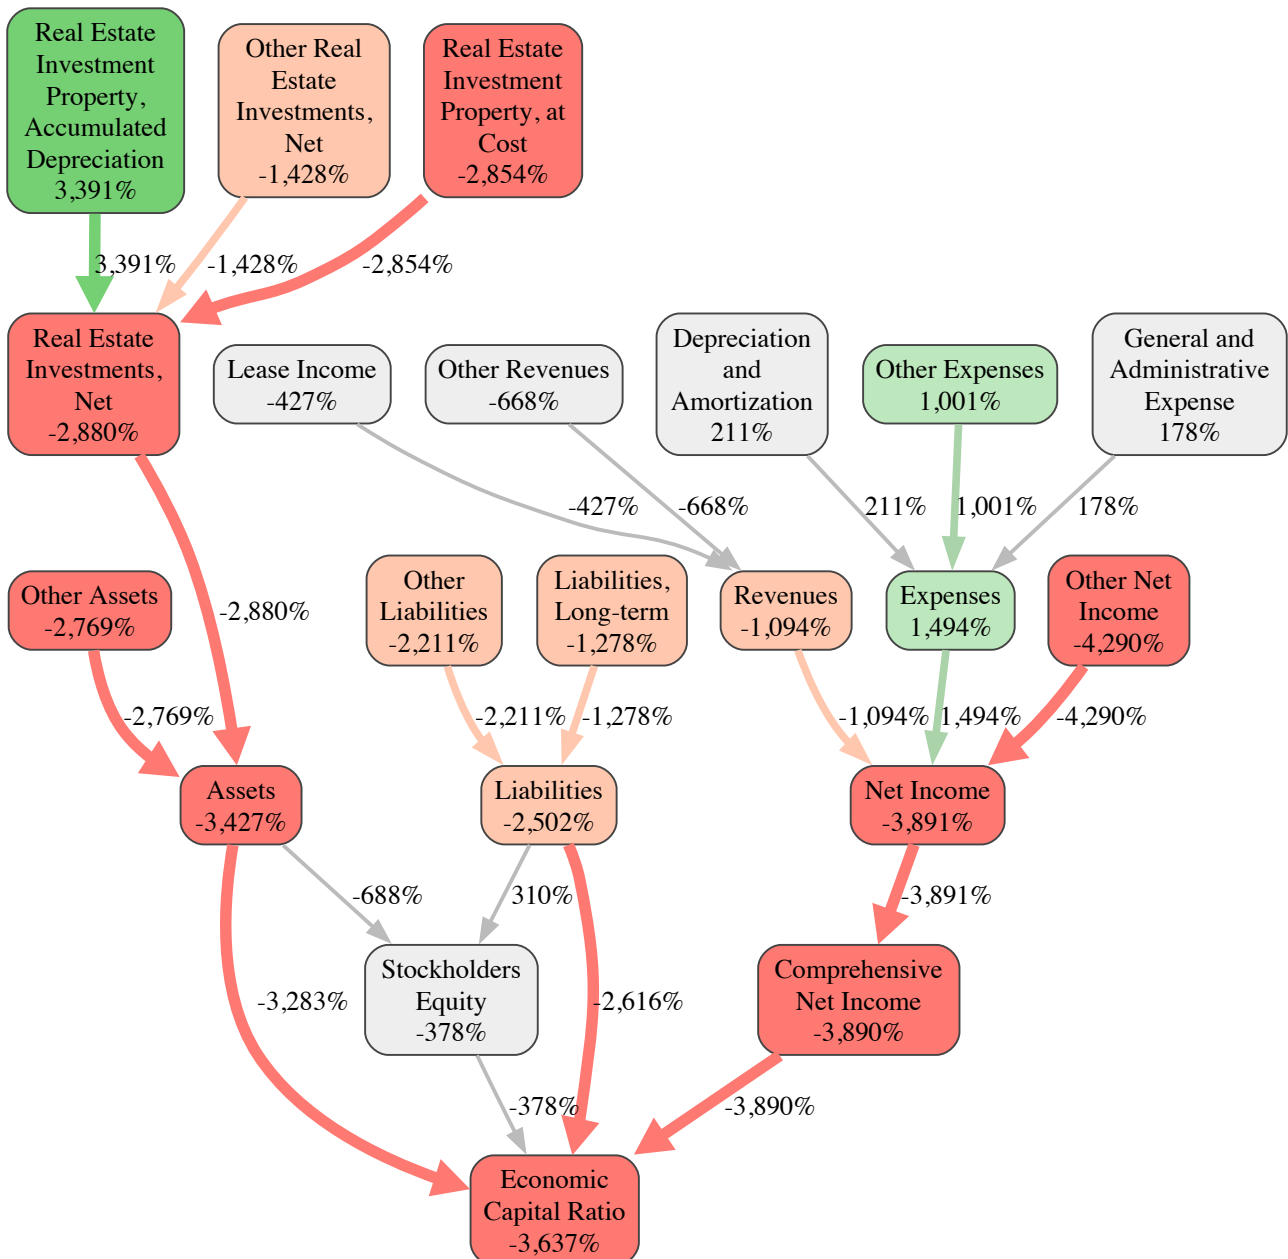 Real Estate
Investment
Property,
Accumulated
Depreciation
3,391%
Other Real
Estate
Investments,
Net
-1,428%
Real Estate
Investment
Property, at
Cost
-2,854%
3,391%
-1,428%
-2,854%
Real Estate
Investments,
Net
-2,880%
Lease Income
-427%
Other Revenues
-668%
Depreciation
and
Amortization
211%
Other Expenses
1,001%
General and
Administrative
Expense
178%
-427%
-668%
211%
1,001%
178%
Other Assets
-2,769%
-2,880%
Other
Liabilities
-2,211%
Liabilities,
Long-term
-1,278%
Revenues
-1,094%
Expenses
1,494%
Other Net
Income
-4,290%
-2,769%
-2,211%
-1,278%
-1,094%
1,494%
-4,290%
Assets
-3,427%
Liabilities
-2,502%
Net Income
-3,891%
-688%
310%
-3,891%
-3,283%
Stockholders
Equity
-378%
-2,616%
Comprehensive
Net Income
-3,890%
-378%
-3,890%
Economic
Capital Ratio
-3,637%